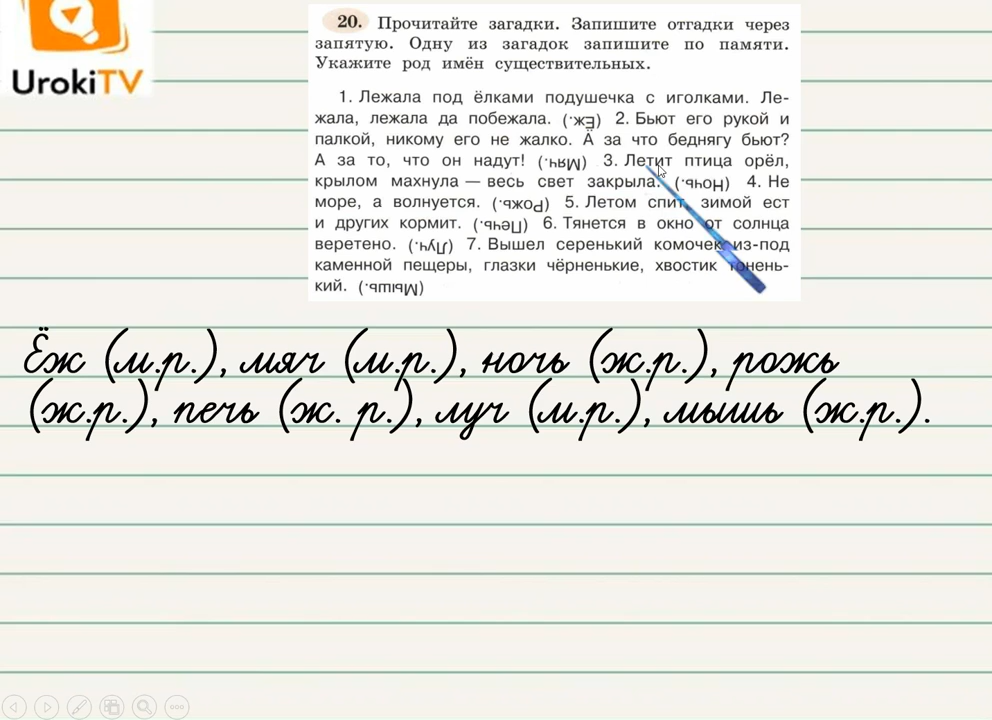 UrokiTV
20. Прочитайте загадки. Запишите отгадки через
запятую. Одну из загадок запишите по памяти.
Укажите род имён существительных.
1. Лежала под ёлками подушечка с иголками. Ле-
жала, лежала да побежала. (Ёж.) 2. Бьют его рукой и
палкой, никому его не жалко. А за что беднягу бьют?
А за то, что он надут! (Мяч.) 3. Летит птица орёл,
крылом махнула — весь свет закрыла. (Ночь.) 4. Не
море, а волнуется. (Рожь.) 5. Летом спит, зимой ест
и других кормит. (Печь.) 6. Тянется в окно от солнца
веретено. (Луч.) 7. Вышел серенький комочек из-под
каменной пещеры, глазки чёрненькие, хвостик тонень-
кий. (Мышь.)
Ёж (м.р.), мяч (м.р.), ночь (ж.р.), рожь
(ж.р.), печь (ж. р.), луч (м.р.), мышь (ж.р.).